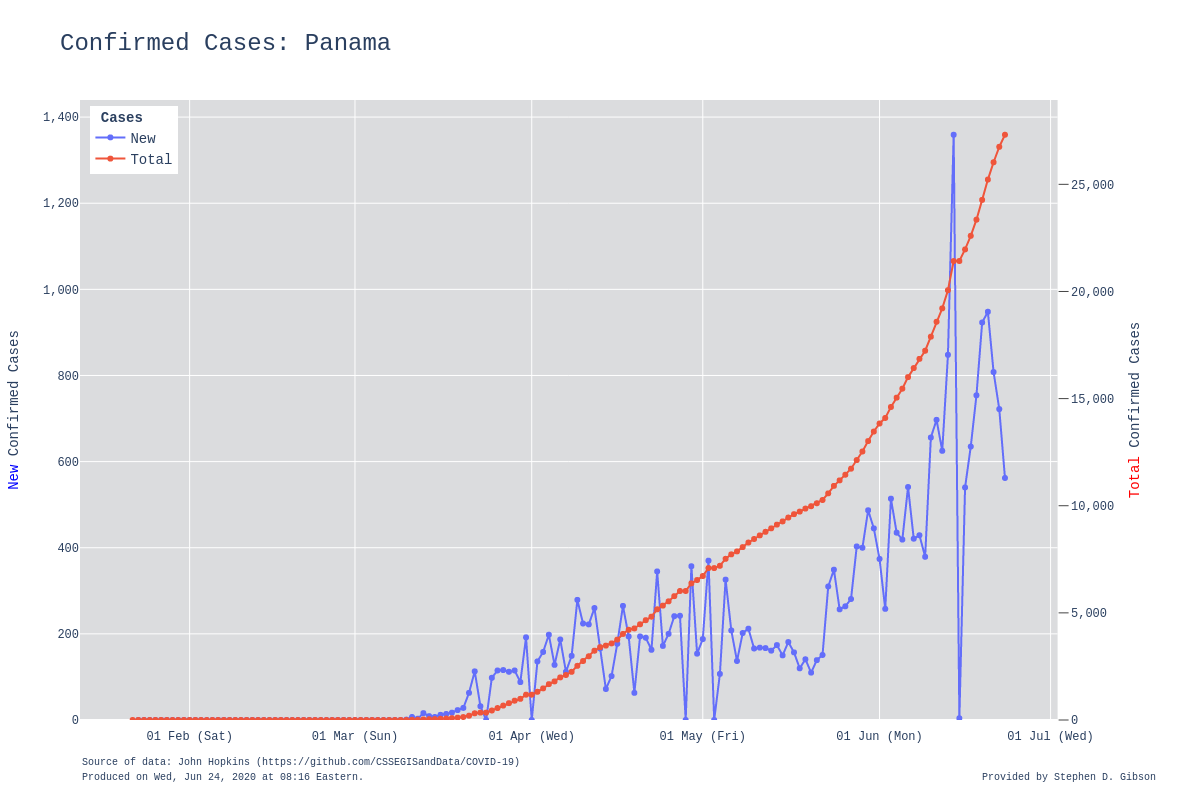 Confirmed Cases: Panama
Cases
New
Total
1,400
1,200
1,000
800
600
400
200
0
New Confirmed Cases
25,000
20,000
15,000
10,000
5,000
0
Total Confirmed Cases
01 Feb (Sat) 01 Mar (Sun) 01 Apr (Wed) 01 May (Fri) 01 Jun (Mon) 01 Jul (Wed)
Source of data: John Hopkins (https://github.com/CSSEGISandData/COVID-19)
Produced on Wed, Jun 24, 2020 at 08:16 Eastern.
Provided by Stephen D. Gibson